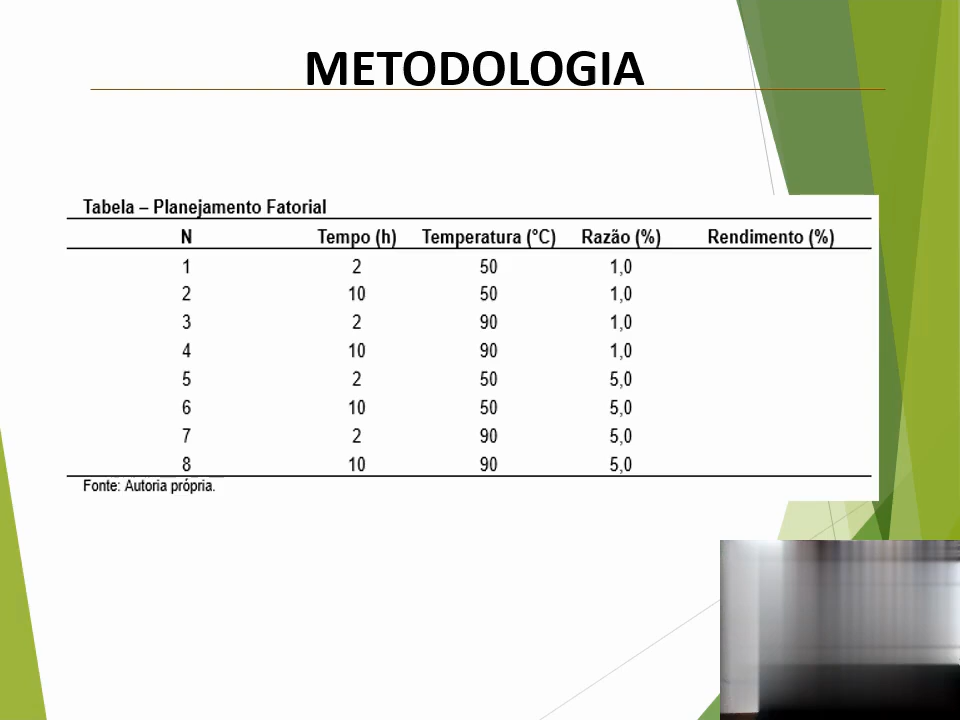 METODOLOGIA
Tabela – Planejamento Fatorial
N Tempo (h) Temperatura (°C) Razão (%) Rendimento (%)
1 2 50 1,0
2 10 50 1,0
3 2 90 1,0
4 10 90 1,0
5 2 50 5,0
6 10 50 5,0
7 2 90 5,0
8 10 90 5,0
Fonte: Autoria própria.